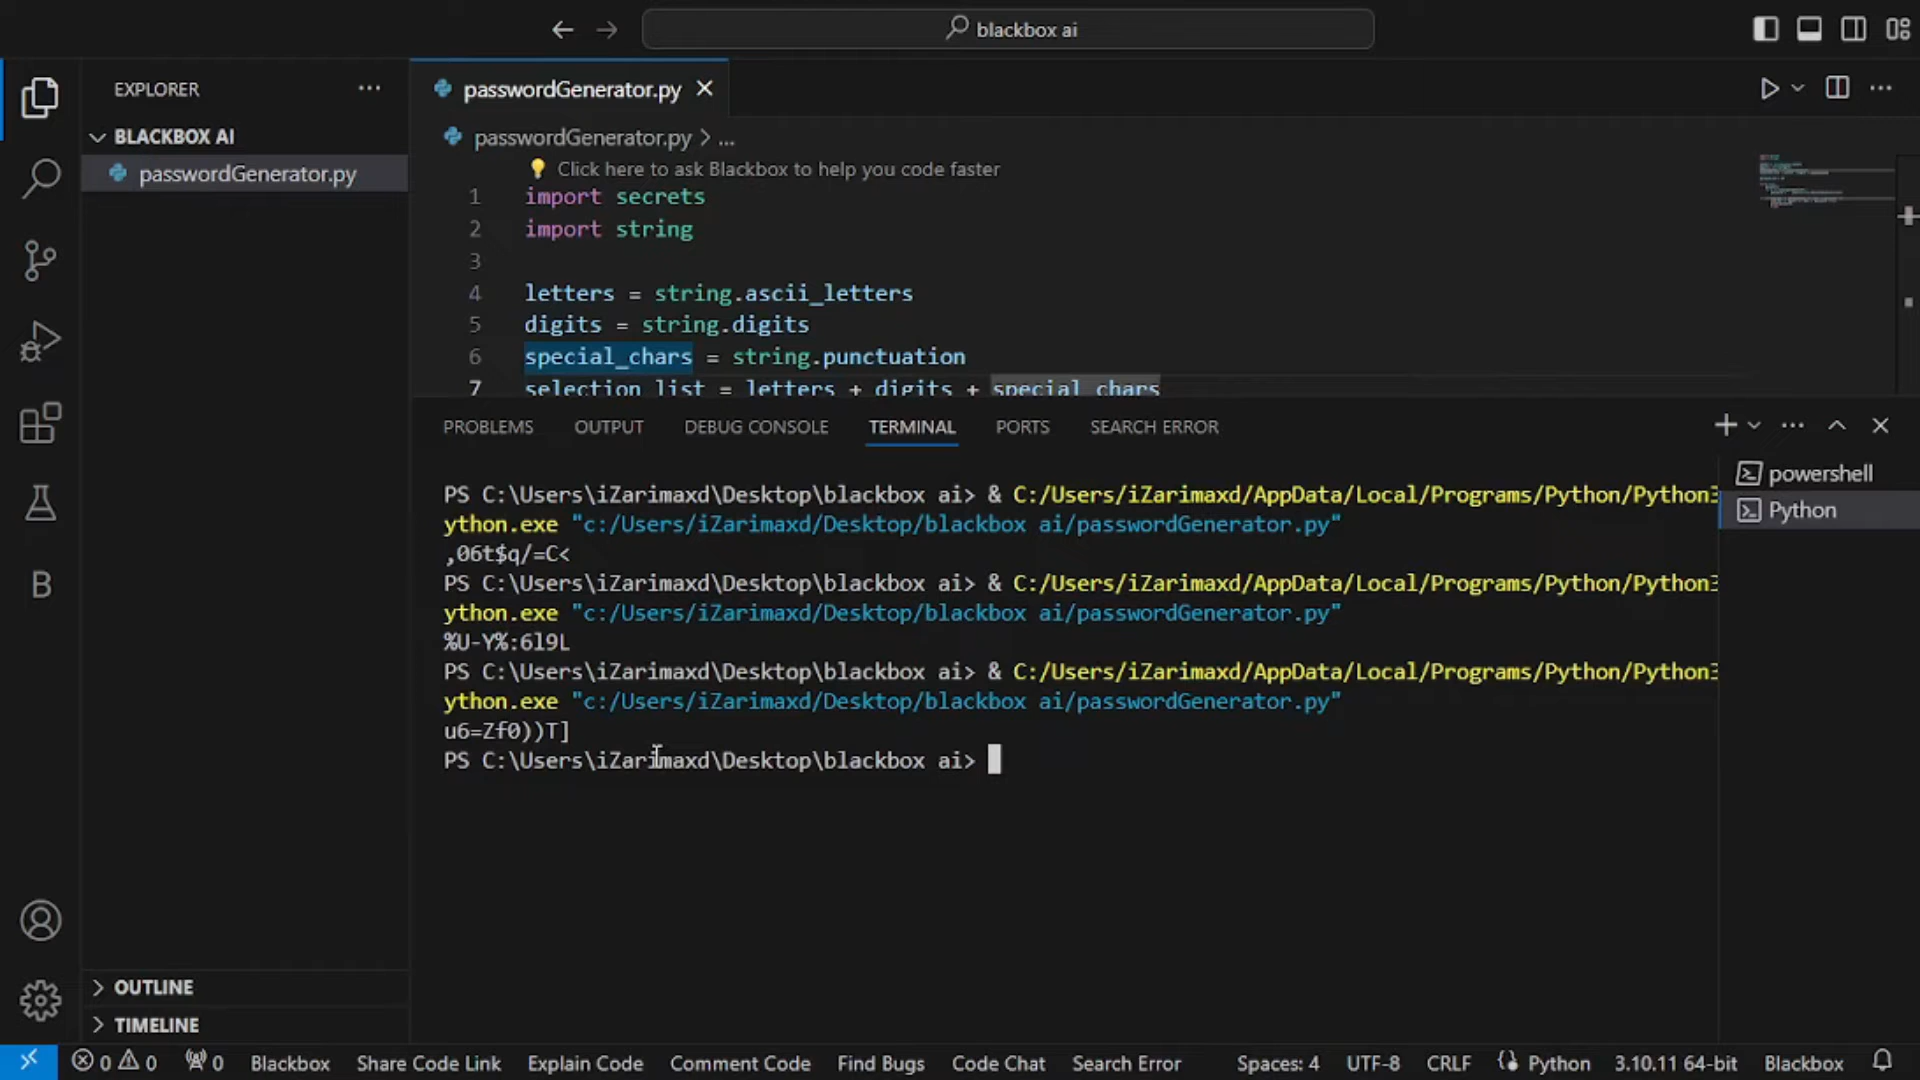 blackbox ai
EXPLORER
BLACKBOX AI
passwordGenerator.py
OUTLINE
TIMELINE
passwordGenerator.py
passwordGenerator.py > ...
Click here to ask Blackbox to help you code faster
1 import secrets
2 import string
3
4 letters = string.ascii_letters
5 digits = string.digits
6 special_chars = string.punctuation
7 selection_list = letters + digits + special_chars
PROBLEMS OUTPUT DEBUG CONSOLE TERMINAL PORTS SEARCH ERROR
PS C:\Users\iZarimaxd\Desktop\blackbox ai> & C:/Users/iZarimaxd/AppData/Local/Programs/Python/Python3
ython.exe "c:/Users/iZarimaxd/Desktop/blackbox ai/passwordGenerator.py"
,06t$q/=C<
PS C:\Users\iZarimaxd\Desktop\blackbox ai> & C:/Users/iZarimaxd/AppData/Local/Programs/Python/Python3
ython.exe "c:/Users/iZarimaxd/Desktop/blackbox ai/passwordGenerator.py"
%U-Y%:6l9L
PS C:\Users\iZarimaxd\Desktop\blackbox ai> & C:/Users/iZarimaxd/AppData/Local/Programs/Python/Python3
ython.exe "c:/Users/iZarimaxd/Desktop/blackbox ai/passwordGenerator.py"
u6=Zf0))T]
PS C:\Users\iZarimaxd\Desktop\blackbox ai>
powershell
Python
B
0 0 0 Blackbox Share Code Link Explain Code Comment Code Find Bugs Code Chat Search Error Spaces: 4 UTF-8 CRLF Python 3.10.11 64-bit Blackbox